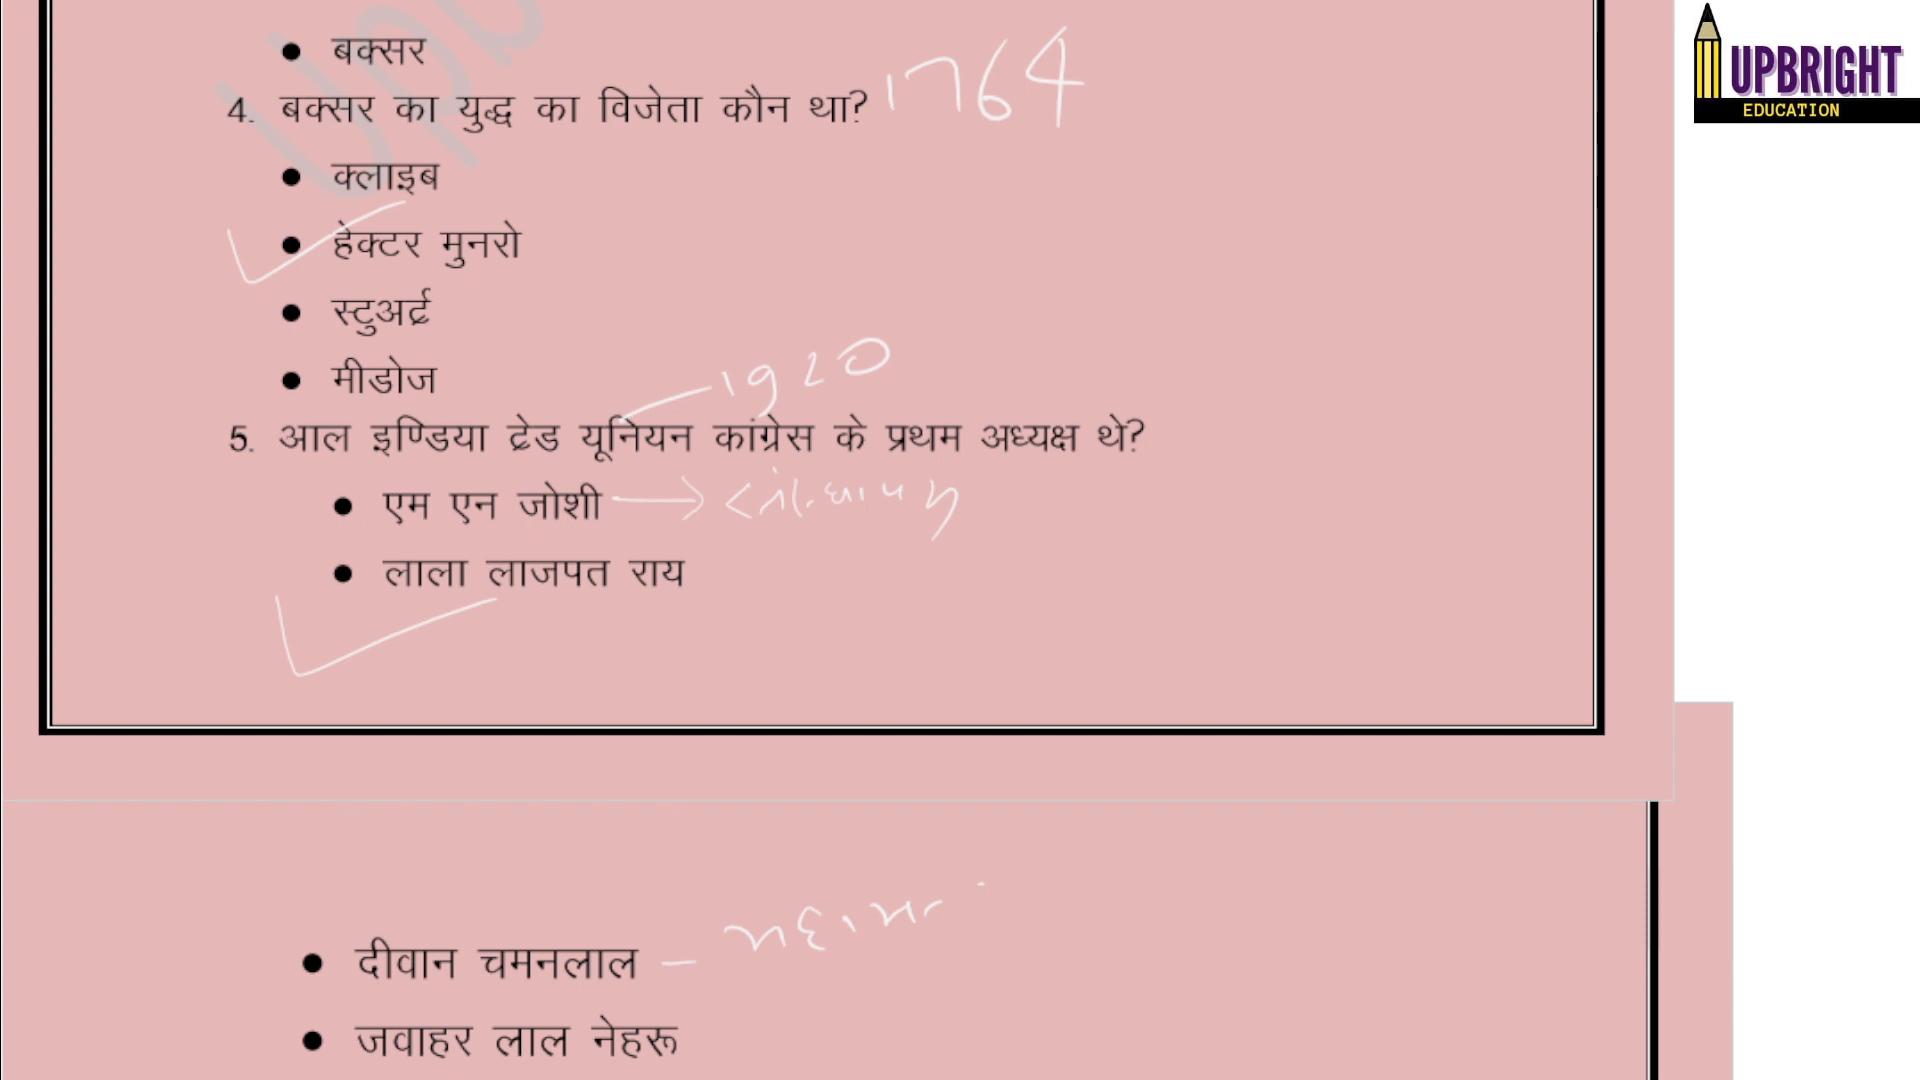 UPBRIGHT
EDUCATION
• बक्सर
4. बक्सर का युद्ध का विजेता कौन था? 1764
• क्लाइब
• हेक्टर मुनरो
• स्टुअर्ट
• मीडोज
1920
5. आल इण्डिया ट्रेड यूनियन कांग्रेस के प्रथम अध्यक्ष थे?
• एम एन जोशी
• लाला लाजपत राय
• दीवान चमनलाल
• जवाहर लाल नेहरू